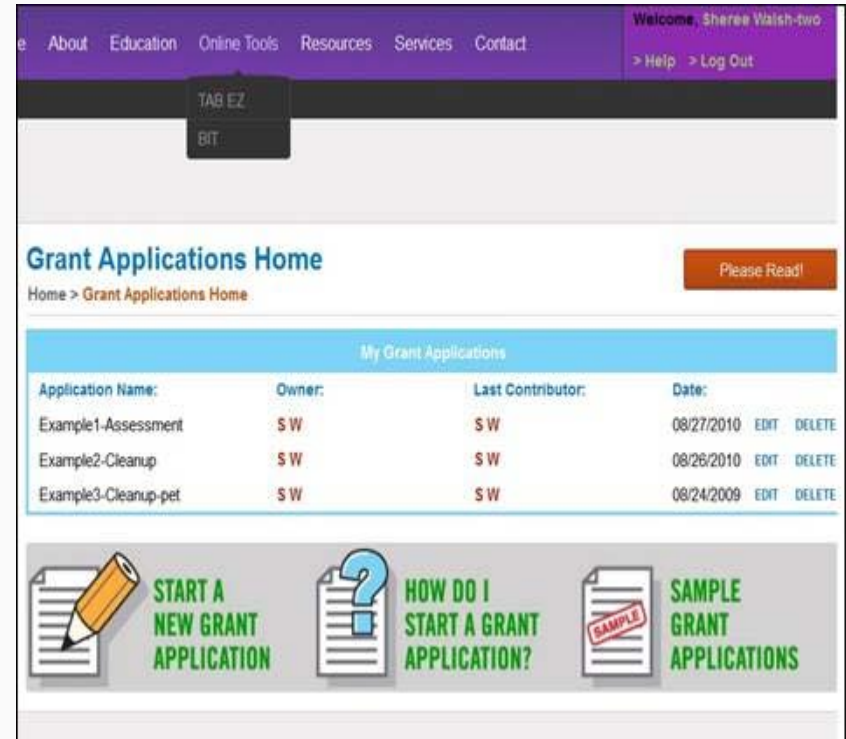 Welcome, Sheree Walsh-two
e About Education Online Tools Resources Services Contact
> Help > Log Out
TAB EZ
BIT
Grant Applications Home
Please Read!
Home > Grant Applications Home
My Grant Applications
Application Name: Owner: Last Contributor: Date:
Example1-Assessment S W S W 08/27/2010 EDIT DELETE
Example2-Cleanup S W S W 08/26/2010 EDIT DELETE
Example3-Cleanup-pet S W S W 08/24/2009 EDIT DELETE
START A
NEW GRANT
APPLICATION
HOW DO I
START A GRANT
APPLICATION?
SAMPLE
SAMPLE
GRANT
APPLICATIONS